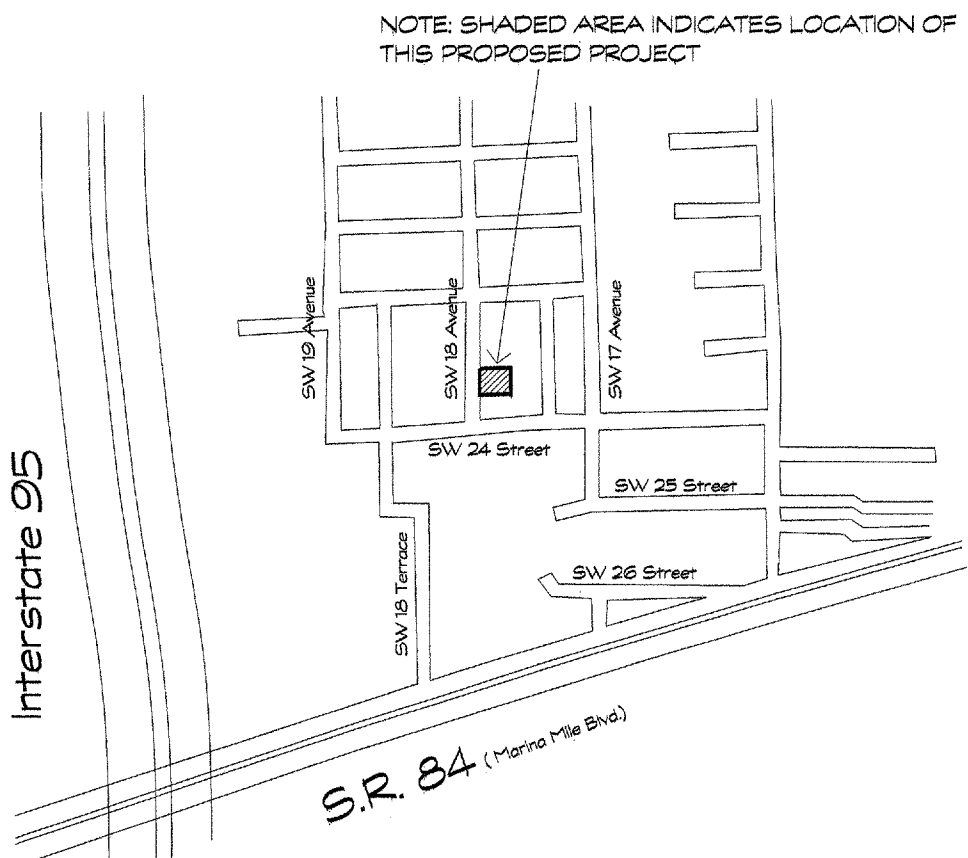 NOTE: SHADED AREA INDICATES LOCATION OF
THIS PROPOSED PROJECT
SW 19 Avenue
SW 18 Avenue
SW 17 Avenue
SW 24 Street
SW 25 Street
SW 26 Street
SW 18 Terrace
Interstate 95
S.R. 84 (Marina Mile Blvd.)